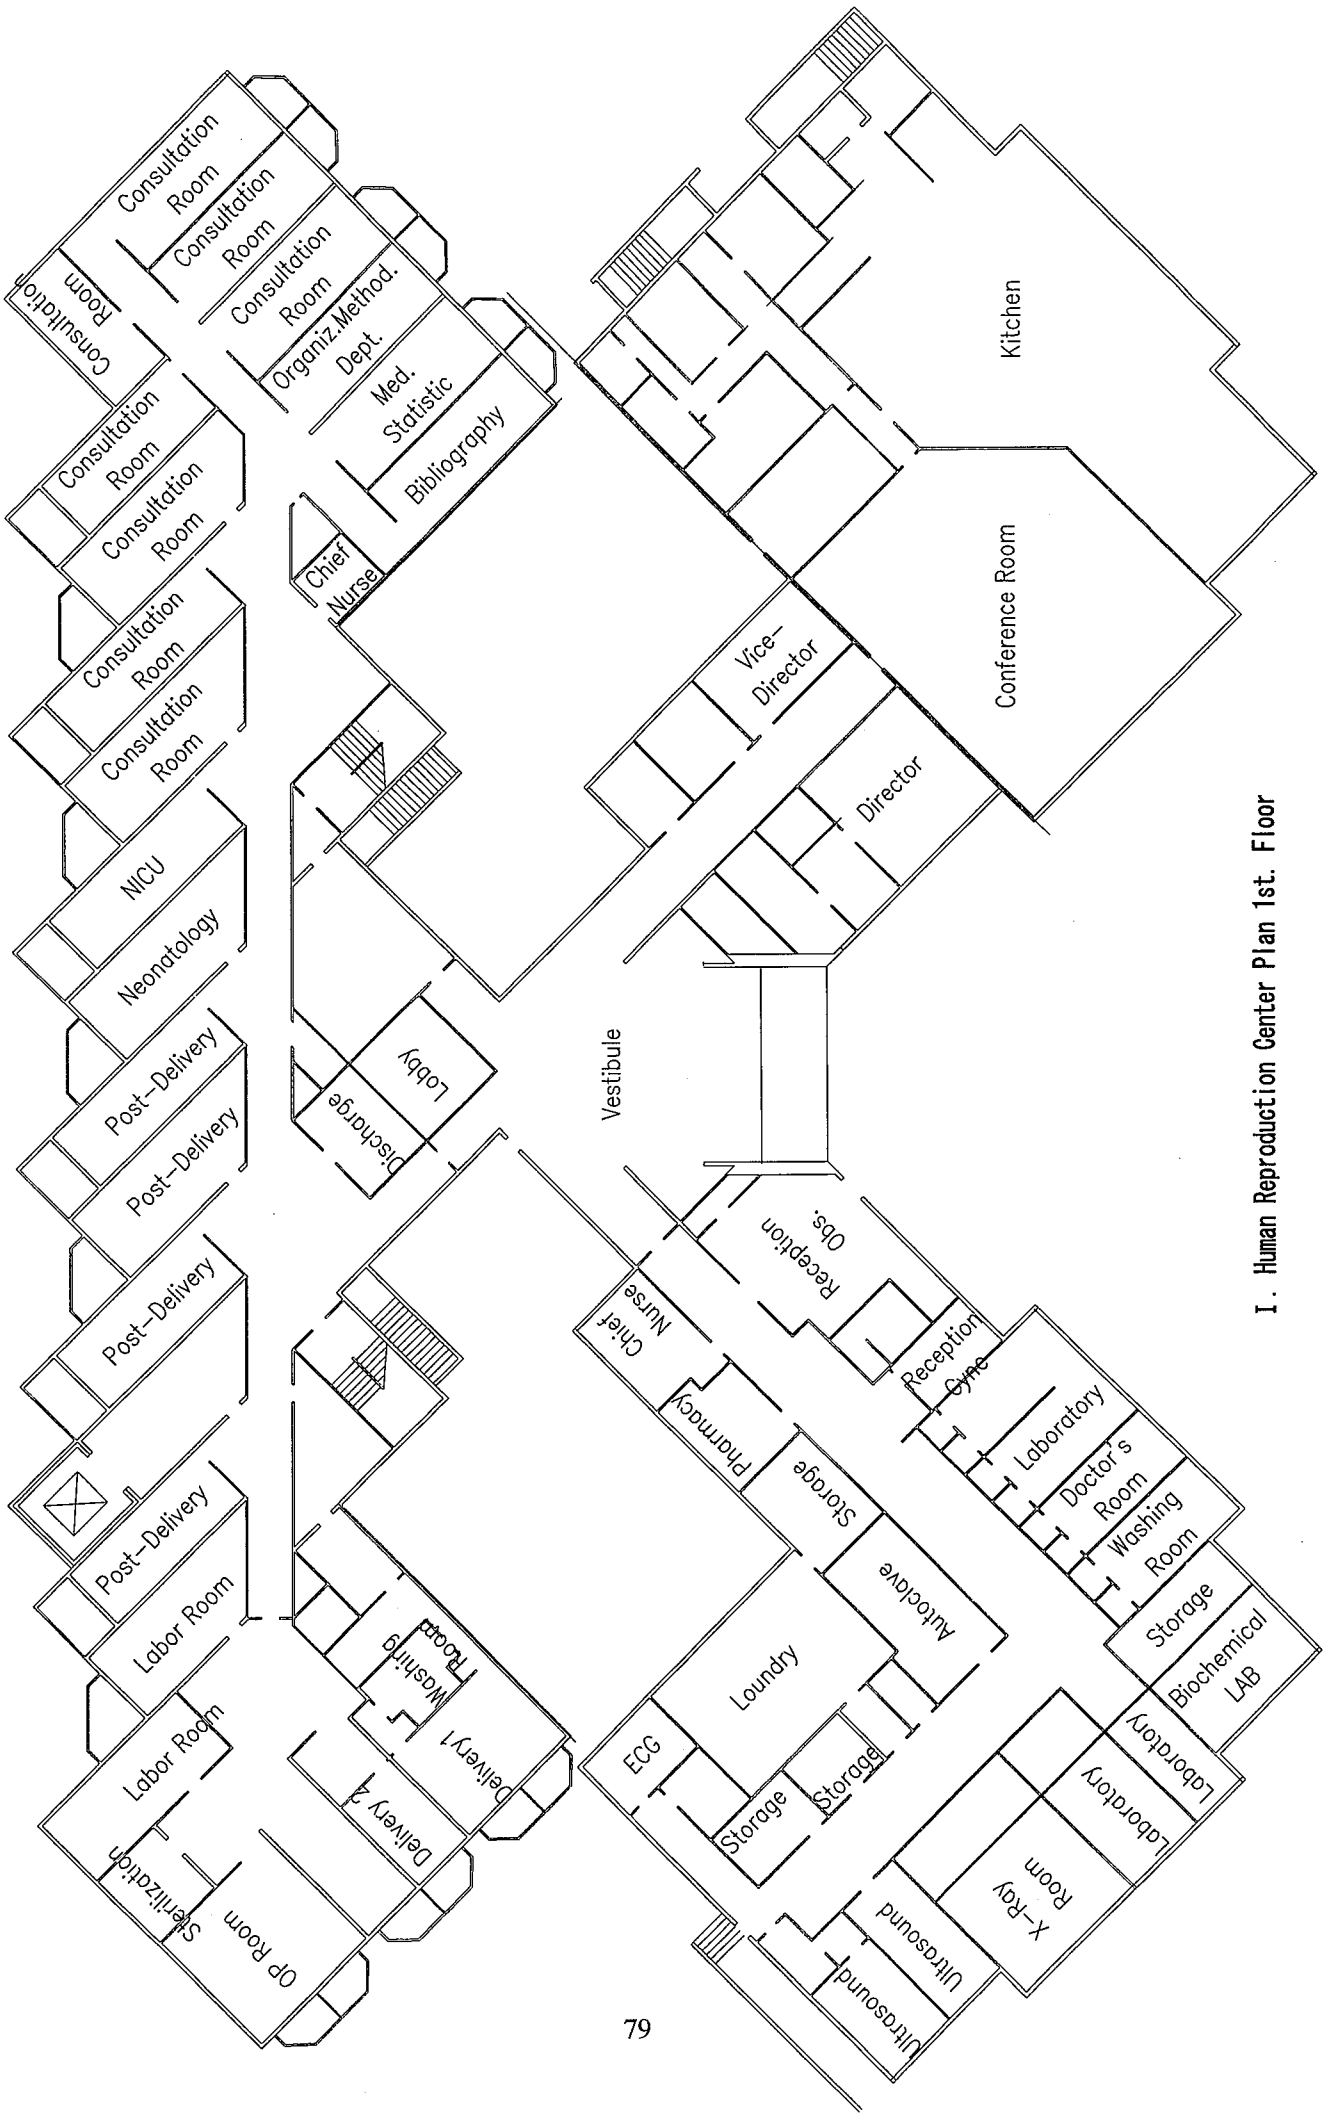 Consultation
Room
Consultation
Room
Consultation
Room
Consultation
Room
Organiz.Method.
Dept.
Med.
Statistic
Bibliography
Consultation
Room
Consultation
Room
Chief
Nurse
Consultation
Room
Consultation
Room
NICU
Neonatology
Post-Delivery
Post-Delivery
Post-Delivery
Post-Delivery
Labor Room
Labor Room
Sterilization
OP Room
Delivery 2
Delivery1
Washing
Room
Discharge
Lobby
Vestibule
Kitchen
Conference Room
Vice-
Director
Director
Reception
Obs.
Reception
Gyne
Chief
Nurse
Pharmacy
Storage
Autoclave
Loundry
ECG
Storage
Storage
Laboratory
Doctor's
Room
Washing
Room
Storage
Biochemical
LAB
Laboratory
Laboratory
X-Ray
Room
Ultrasound
Ultrasound
I. Human Reproduction Center Plan 1st. Floor
79